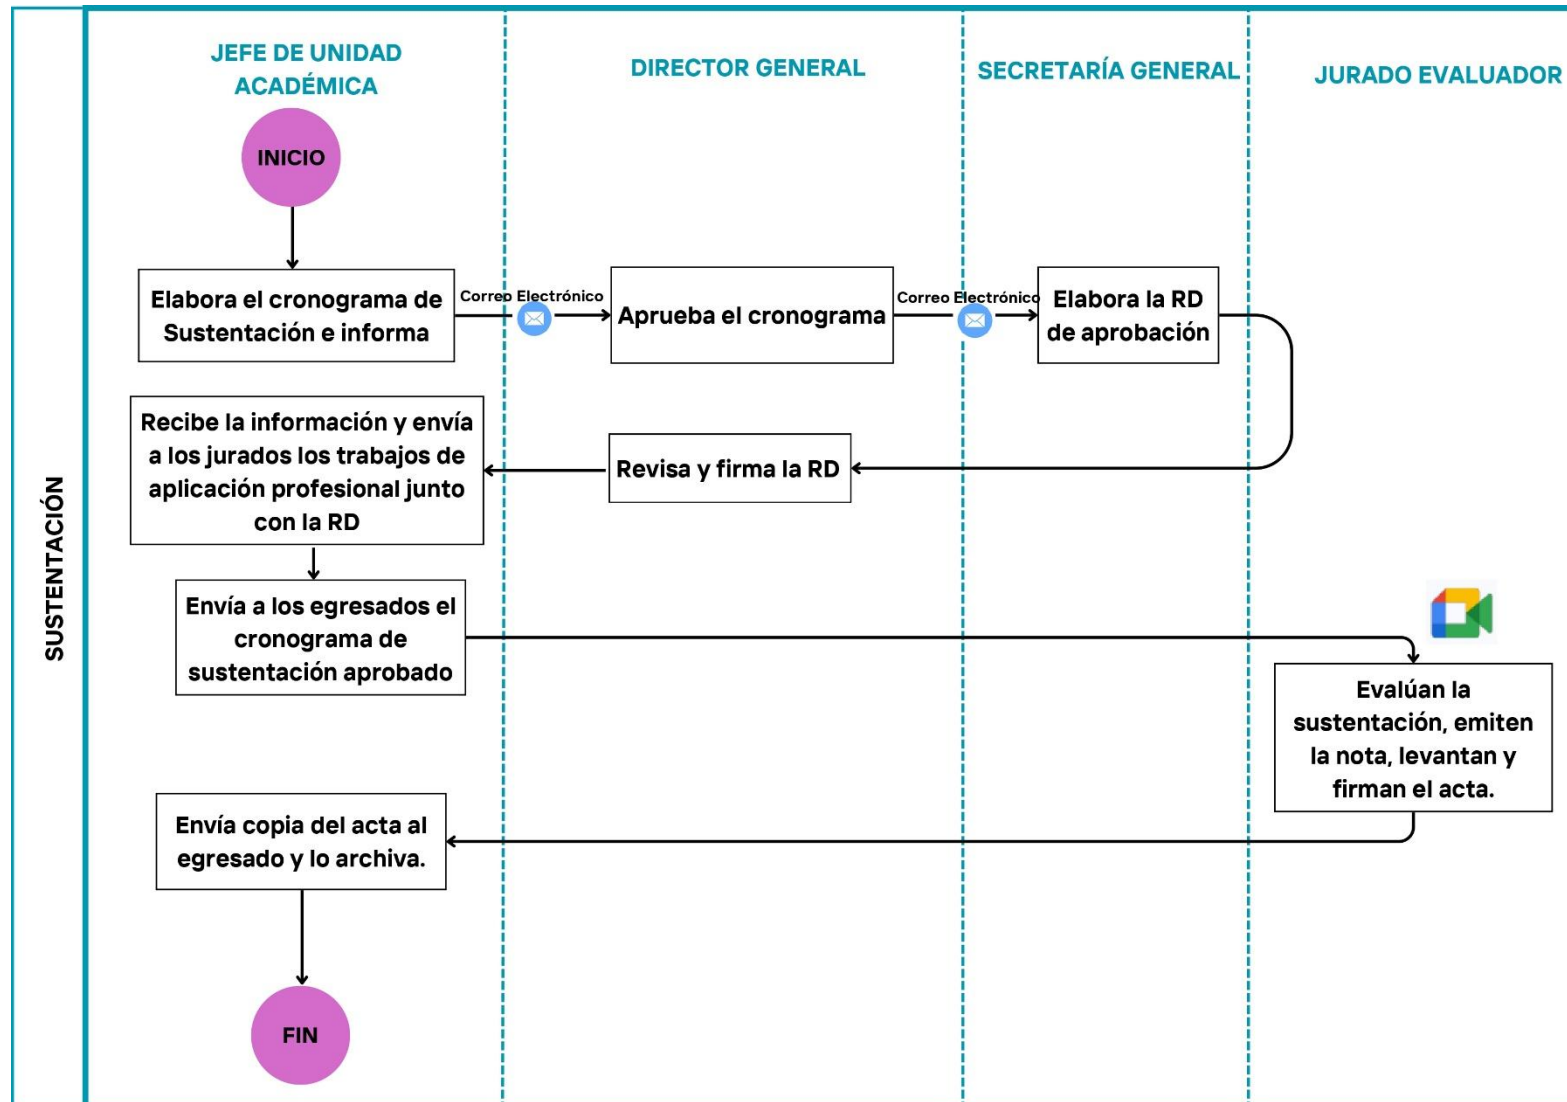 JEFE DE UNIDAD
ACADÉMICA
DIRECTOR GENERAL
SECRETARÍA GENERAL
JURADO EVALUADOR
SUSTENTACIÓN
INICIO
Elabora el cronograma de
Sustentación e informa
Correo Electrónico
Aprueba el cronograma
Correo Electrónico
Elabora la RD
de aprobación
Revisa y firma la RD
Recibe la información y envía
a los jurados los trabajos de
aplicación profesional junto
con la RD
Envía a los egresados el
cronograma de
sustentación aprobado
Evalúan la
sustentación, emiten
la nota, levantan y
firman el acta.
Envía copia del acta al
egresado y lo archiva.
FIN